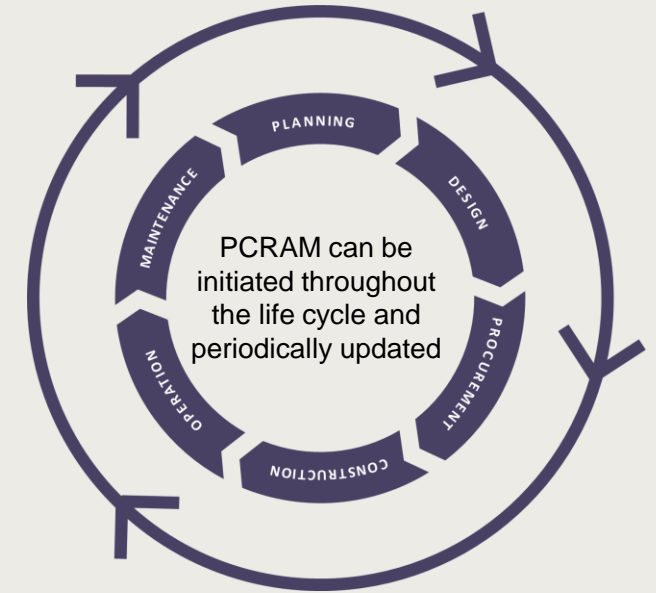 PLANNING
DESIGN
PROCUREMENT
CONSTRUCTION
OPERATION
MAINTENANCE
PCRAM can be
initiated throughout
the life cycle and
periodically updated